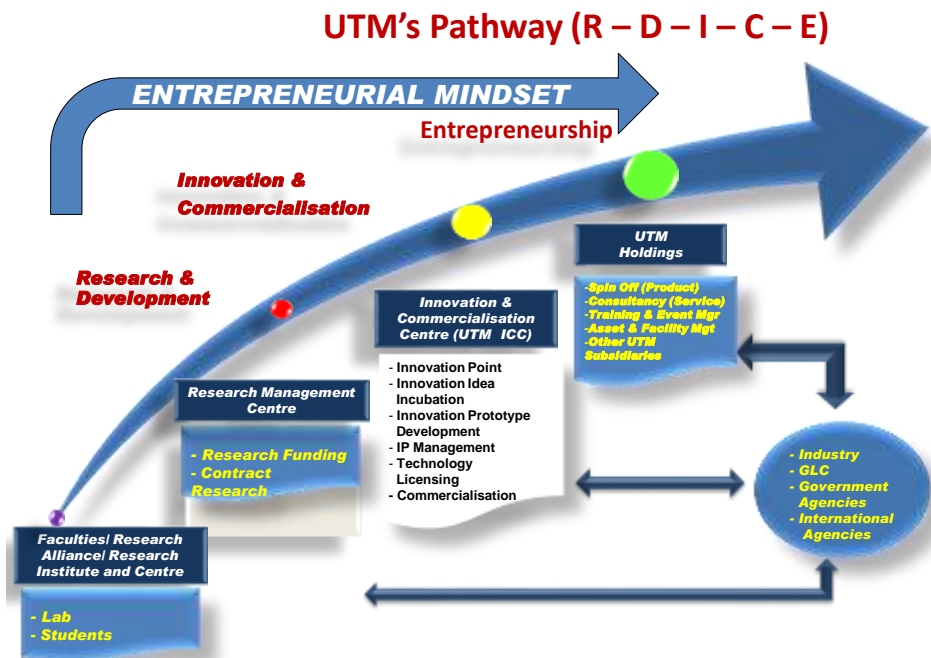 UTM's Pathway (R – D – I – C – E)
ENTREPRENEURIAL MINDSET
Entrepreneurship
Innovation &
Commercialisation
Research &
Development
UTM
Holdings
-Spin Off (Product)
-Consultancy (Service)
-Training & Event Mgr
-Asset & Facility Mgt
-Other UTM
Subsidiaries
Innovation &
Commercialisation
Centre (UTM ICC)
- Innovation Point
- Innovation Idea
Incubation
- Innovation Prototype
Development
- IP Management
- Technology
Licensing
- Commercialisation
Research Management
Centre
- Research Funding
- Contract
Research
Faculties/ Research
Alliance/ Research
Institute and Centre
- Lab
- Students
- Industry
- GLC
- Government
Agencies
- International
Agencies